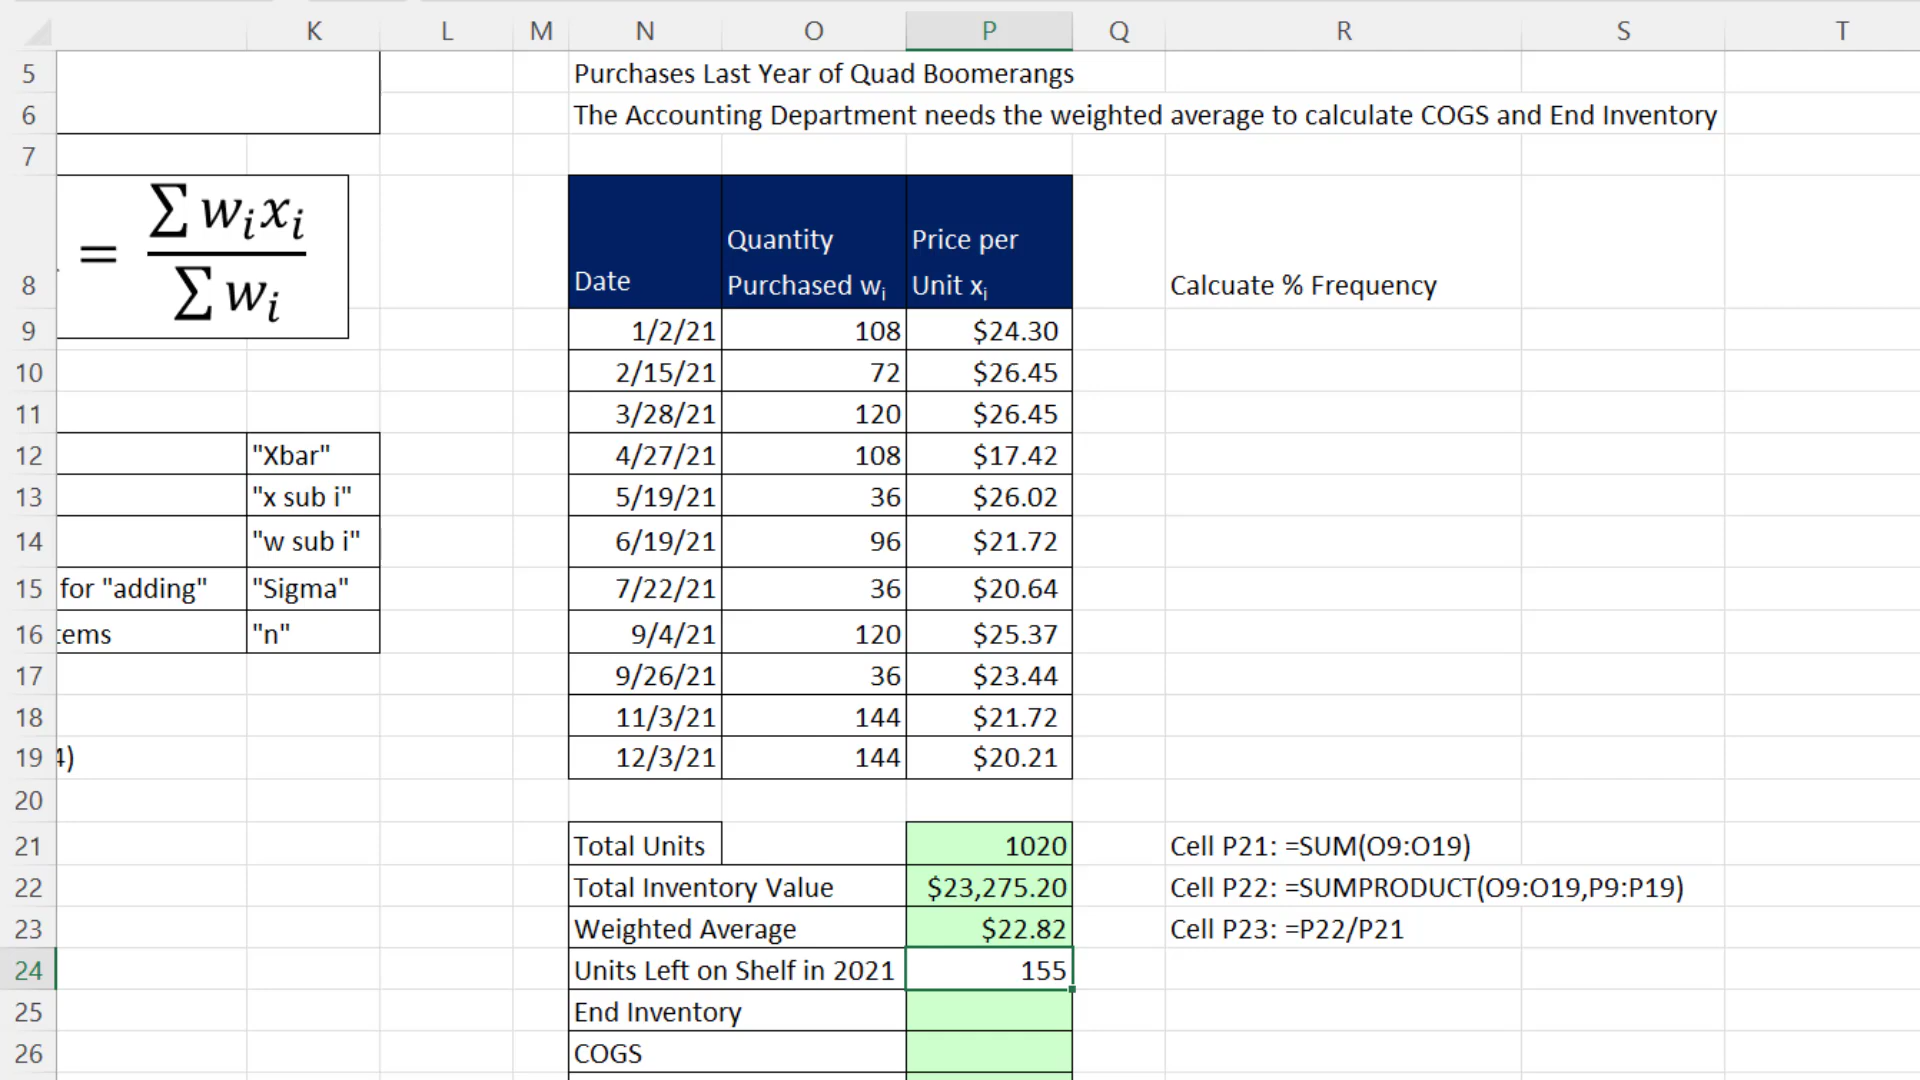 K L M N O P Q R S T
5 Purchases Last Year of Quad Boomerangs
6 The Accounting Department needs the weighted average to calculate COGS and End Inventory
7
= ∑ wᵢxᵢ
∑ wᵢ
8 Date Quantity Purchased wᵢ Price per Unit xᵢ Calcuate % Frequency
9 1/2/21 108 $24.30
10 2/15/21 72 $26.45
11 3/28/21 120 $26.45
12 "Xbar" 4/27/21 108 $17.42
13 "x sub i" 5/19/21 36 $26.02
14 "w sub i" 6/19/21 96 $21.72
15 for "adding" "Sigma" 7/22/21 36 $20.64
16 "n" 9/4/21 120 $25.37
17 9/26/21 36 $23.44
18 11/3/21 144 $21.72
19 4) 12/3/21 144 $20.21
20
21 Total Units 1020 Cell P21: =SUM(O9:O19)
22 Total Inventory Value $23,275.20 Cell P22: =SUMPRODUCT(O9:O19,P9:P19)
23 Weighted Average $22.82 Cell P23: =P22/P21
24 Units Left on Shelf in 2021 155
25 End Inventory
26 COGS